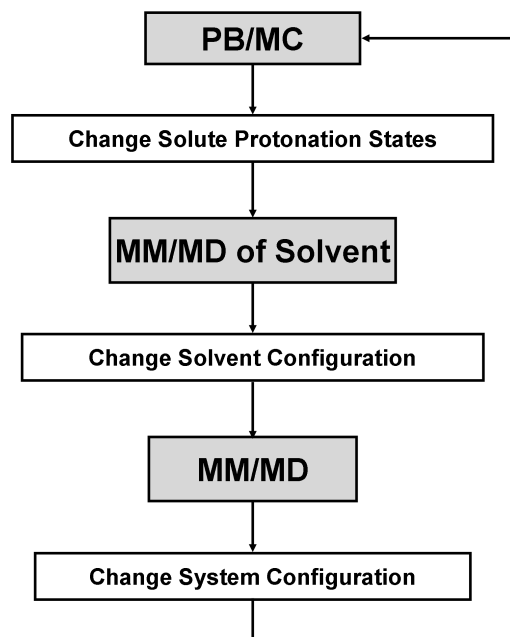 PB/MC
Change Solute Protonation States
MM/MD of Solvent
Change Solvent Configuration
MM/MD
Change System Configuration